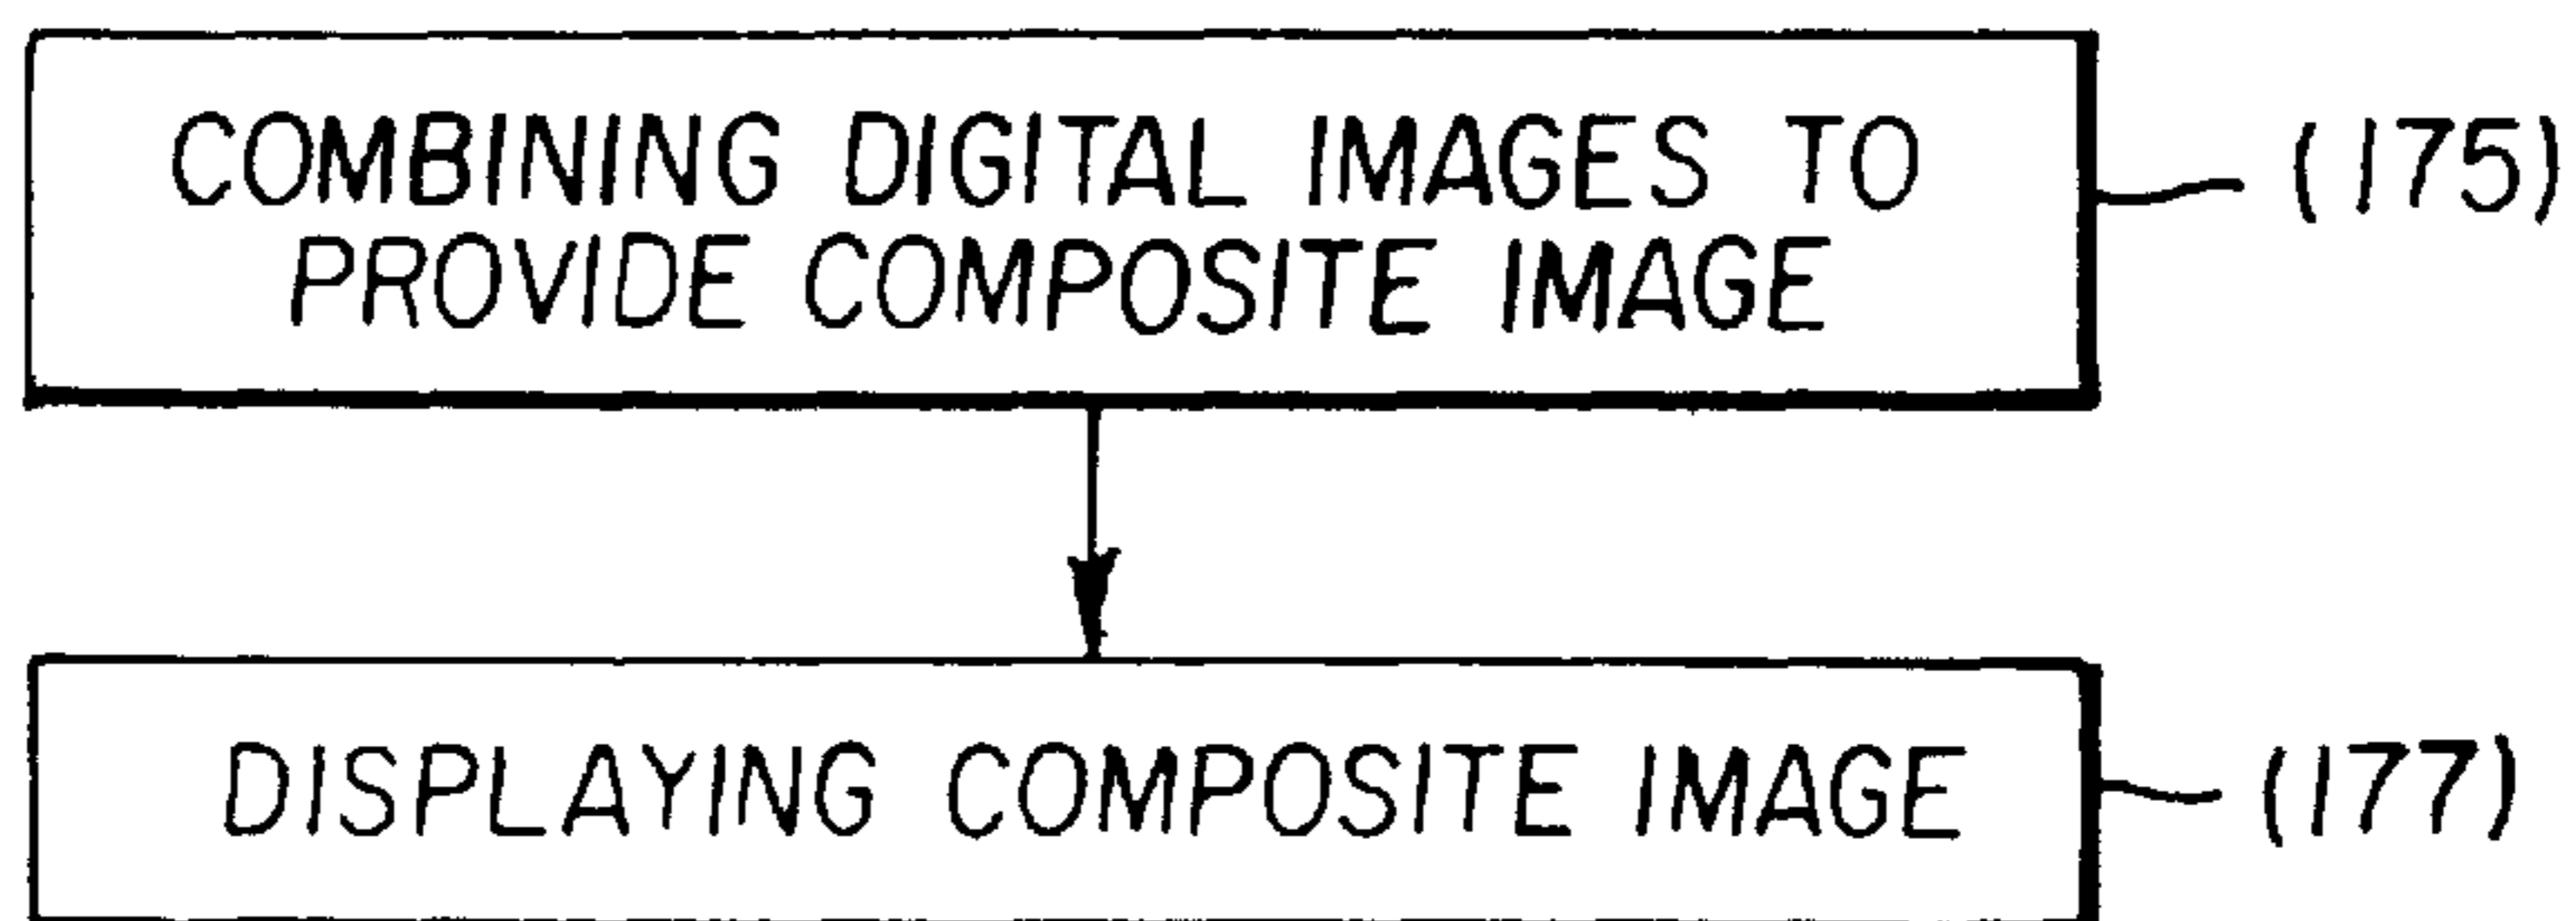 COMBINING DIGITAL IMAGES TO
PROVIDE COMPOSITE IMAGE
(175)
DISPLAYING COMPOSITE IMAGE
(177)